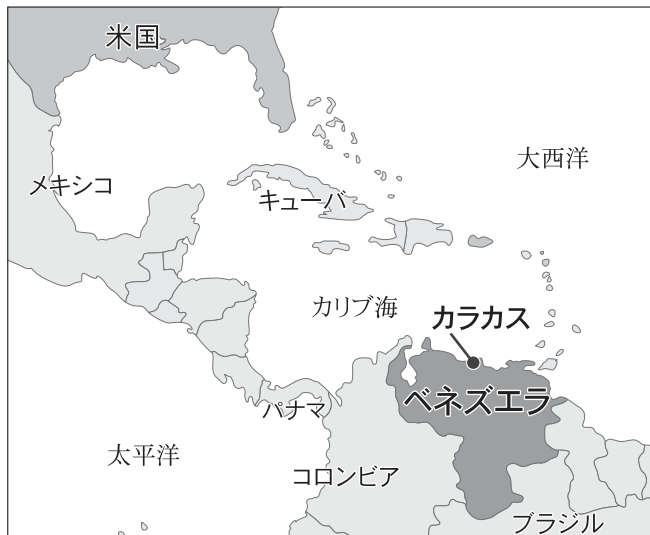 米国
大西洋
メキシコ
キューバ
カリブ海
カラカス
ベネズエラ
パナマ
太平洋
コロンビア
ブラジル